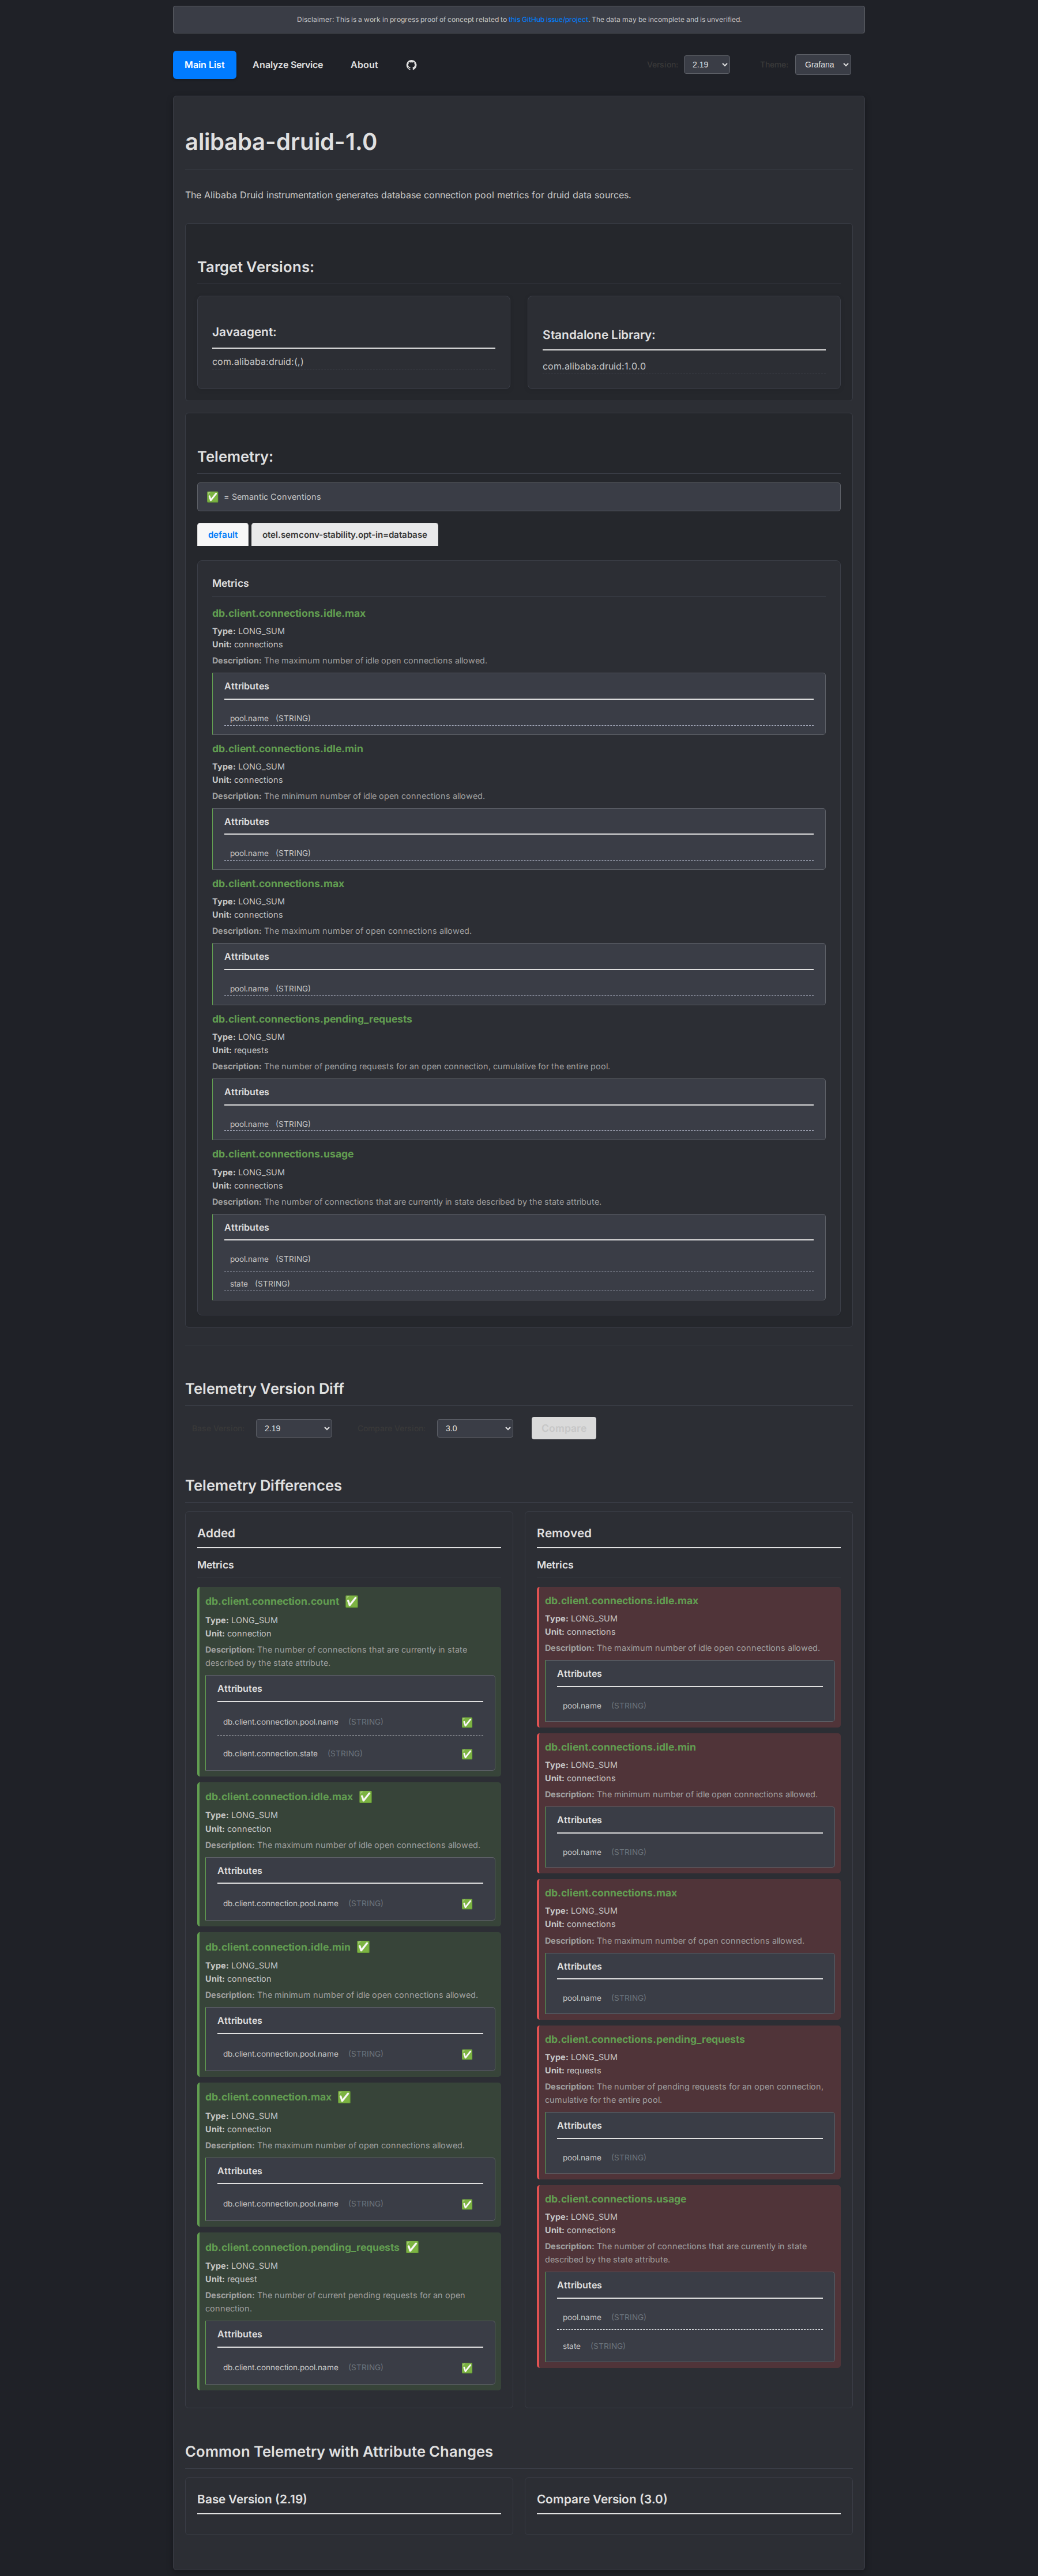 Disclaimer: This is a work in progress proof of concept related to this GitHub issue/project. The data may be incomplete and is unverified.
Main List
Analyze Service
About
Version:
2.19
Theme:
Grafana
alibaba-druid-1.0
The Alibaba Druid instrumentation generates database connection pool metrics for druid data sources.
Target Versions:
Javaagent:
com.alibaba:druid:(,)
Standalone Library:
com.alibaba:druid:1.0.0
Telemetry:
✅ = Semantic Conventions
default
otel.semconv-stability.opt-in=database
Metrics
db.client.connections.idle.max
Type: LONG_SUM
Unit: connections
Description: The maximum number of idle open connections allowed.
Attributes
pool.name (STRING)
db.client.connections.idle.min
Type: LONG_SUM
Unit: connections
Description: The minimum number of idle open connections allowed.
Attributes
pool.name (STRING)
db.client.connections.max
Type: LONG_SUM
Unit: connections
Description: The maximum number of open connections allowed.
Attributes
pool.name (STRING)
db.client.connections.pending_requests
Type: LONG_SUM
Unit: requests
Description: The number of pending requests for an open connection, cumulative for the entire pool.
Attributes
pool.name (STRING)
db.client.connections.usage
Type: LONG_SUM
Unit: connections
Description: The number of connections that are currently in state described by the state attribute.
Attributes
pool.name (STRING)
state (STRING)
Telemetry Version Diff
Base Version:
2.19
Compare Version:
3.0
Compare
Telemetry Differences
Added
Metrics
db.client.connection.count ✅
Type: LONG_SUM
Unit: connection
Description: The number of connections that are currently in state
described by the state attribute.
Attributes
db.client.connection.pool.name (STRING) ✅
db.client.connection.state (STRING) ✅
db.client.connection.idle.max ✅
Type: LONG_SUM
Unit: connection
Description: The maximum number of idle open connections allowed.
Attributes
db.client.connection.pool.name (STRING) ✅
db.client.connection.idle.min ✅
Type: LONG_SUM
Unit: connection
Description: The minimum number of idle open connections allowed.
Attributes
db.client.connection.pool.name (STRING) ✅
db.client.connection.max ✅
Type: LONG_SUM
Unit: connection
Description: The maximum number of open connections allowed.
Attributes
db.client.connection.pool.name (STRING) ✅
db.client.connection.pending_requests ✅
Type: LONG_SUM
Unit: request
Description: The number of current pending requests for an open
connection.
Attributes
db.client.connection.pool.name (STRING) ✅
Removed
Metrics
db.client.connections.idle.max
Type: LONG_SUM
Unit: connections
Description: The maximum number of idle open connections allowed.
Attributes
pool.name (STRING)
db.client.connections.idle.min
Type: LONG_SUM
Unit: connections
Description: The minimum number of idle open connections allowed.
Attributes
pool.name (STRING)
db.client.connections.max
Type: LONG_SUM
Unit: connections
Description: The maximum number of open connections allowed.
Attributes
pool.name (STRING)
db.client.connections.pending_requests
Type: LONG_SUM
Unit: requests
Description: The number of pending requests for an open connection,
cumulative for the entire pool.
Attributes
pool.name (STRING)
db.client.connections.usage
Type: LONG_SUM
Unit: connections
Description: The number of connections that are currently in state
described by the state attribute.
Attributes
pool.name (STRING)
state (STRING)
Common Telemetry with Attribute Changes
Base Version (2.19)
Compare Version (3.0)